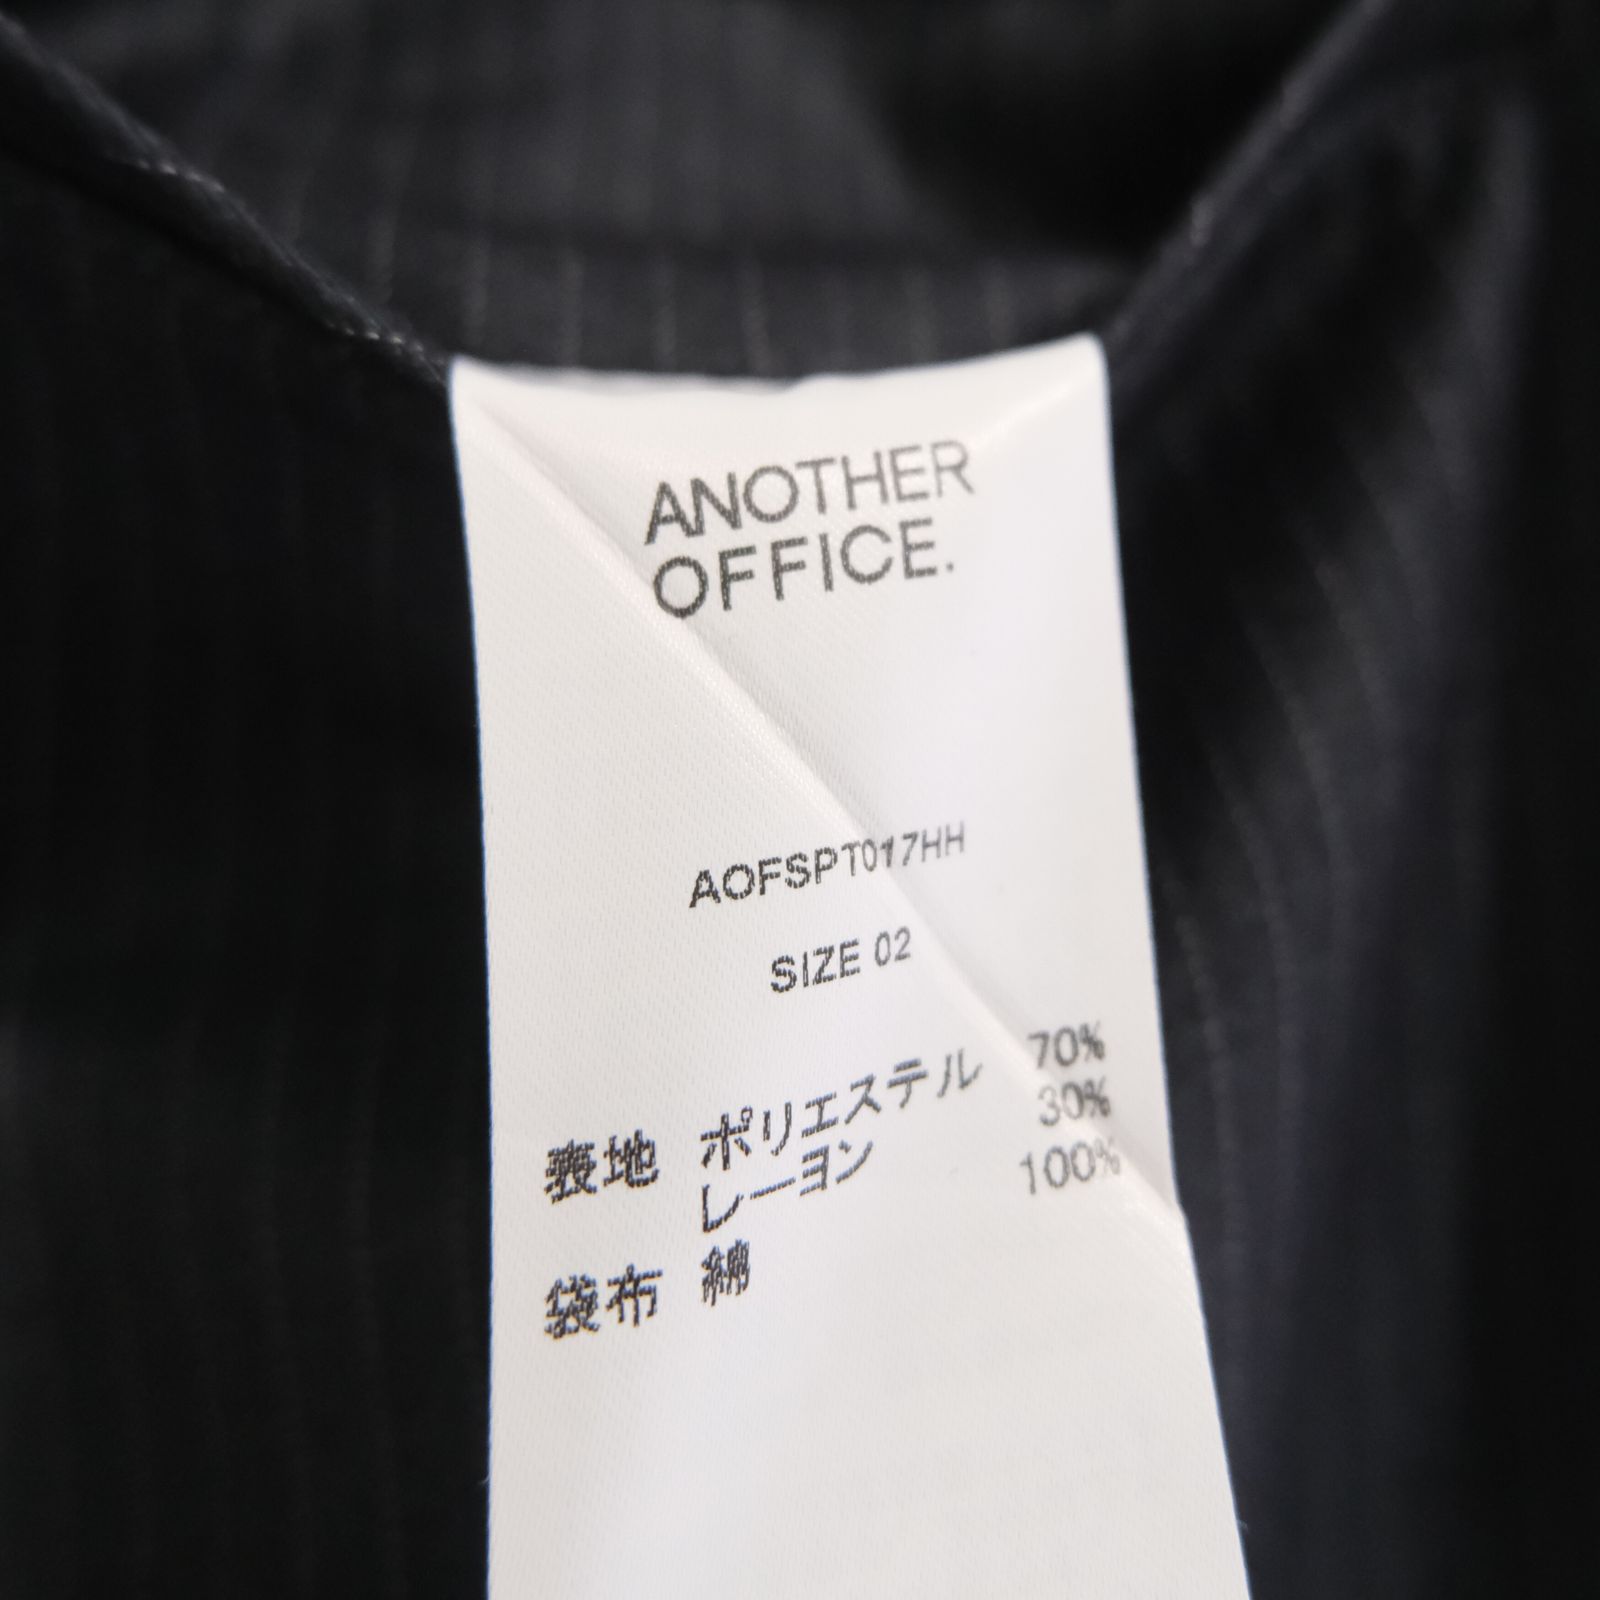 ANOTHER
OFFICE.
AOFSPT017HH
SIZE 02
表地 ポリエステル 70%
レーヨン 30%
袋布 綿 100%